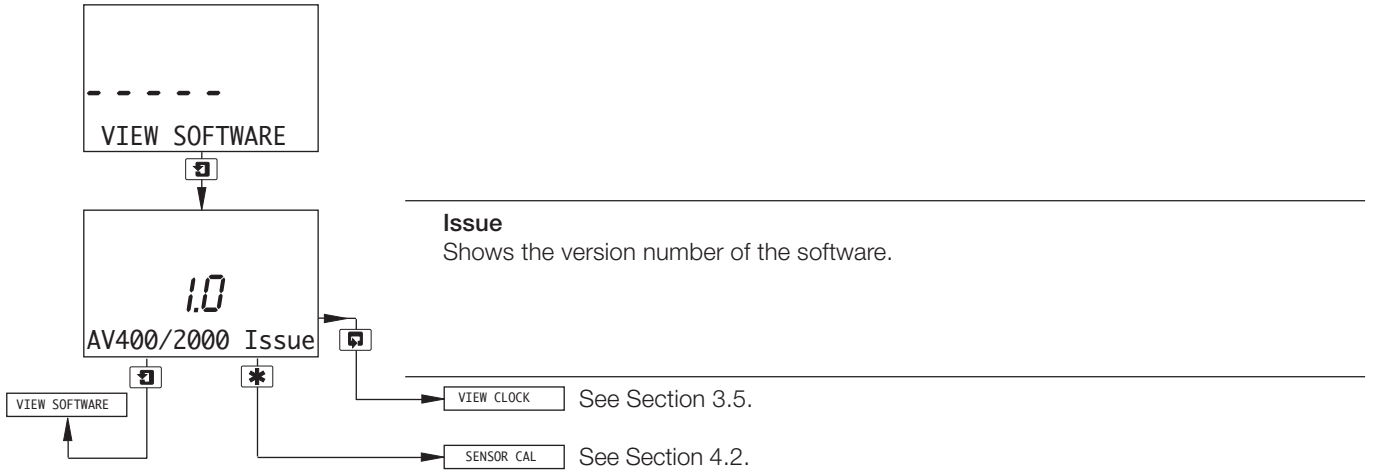 - - - - -
VIEW SOFTWARE
Issue
Shows the version number of the software.
1.0
AV400/2000 Issue
VIEW SOFTWARE
VIEW CLOCK See Section 3.5.
SENSOR CAL See Section 4.2.